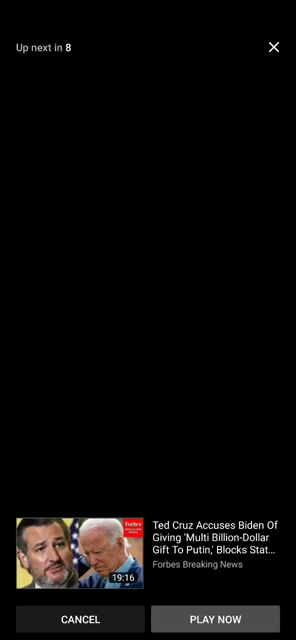 Up next in 8
Forbes
19:16
Ted Cruz Accuses Biden Of
Giving 'Multi Billion-Dollar
Gift To Putin,' Blocks Stat...
Forbes Breaking News
CANCEL
PLAY NOW